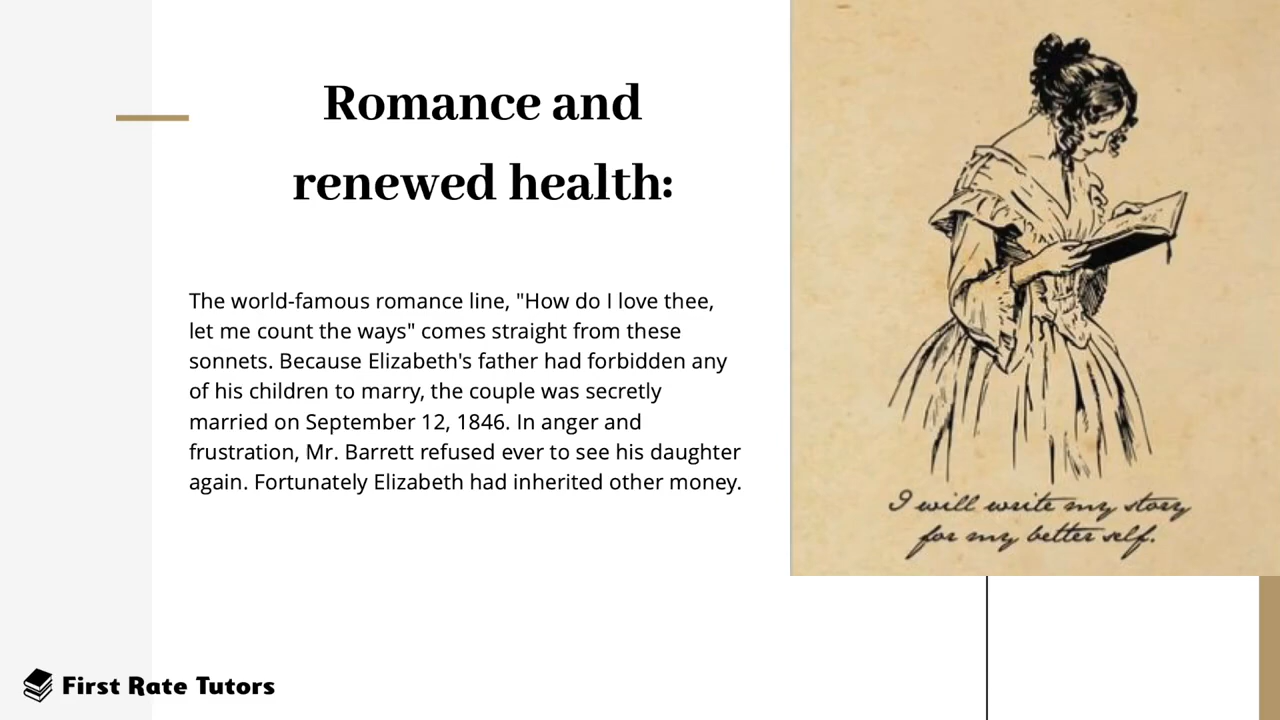 Romance and
renewed health:
The world-famous romance line, "How do I love thee,
let me count the ways" comes straight from these
sonnets. Because Elizabeth's father had forbidden any
of his children to marry, the couple was secretly
married on September 12, 1846. In anger and
frustration, Mr. Barrett refused ever to see his daughter
again. Fortunately Elizabeth had inherited other money.
I will write my story
for my better self.
First Rate Tutors